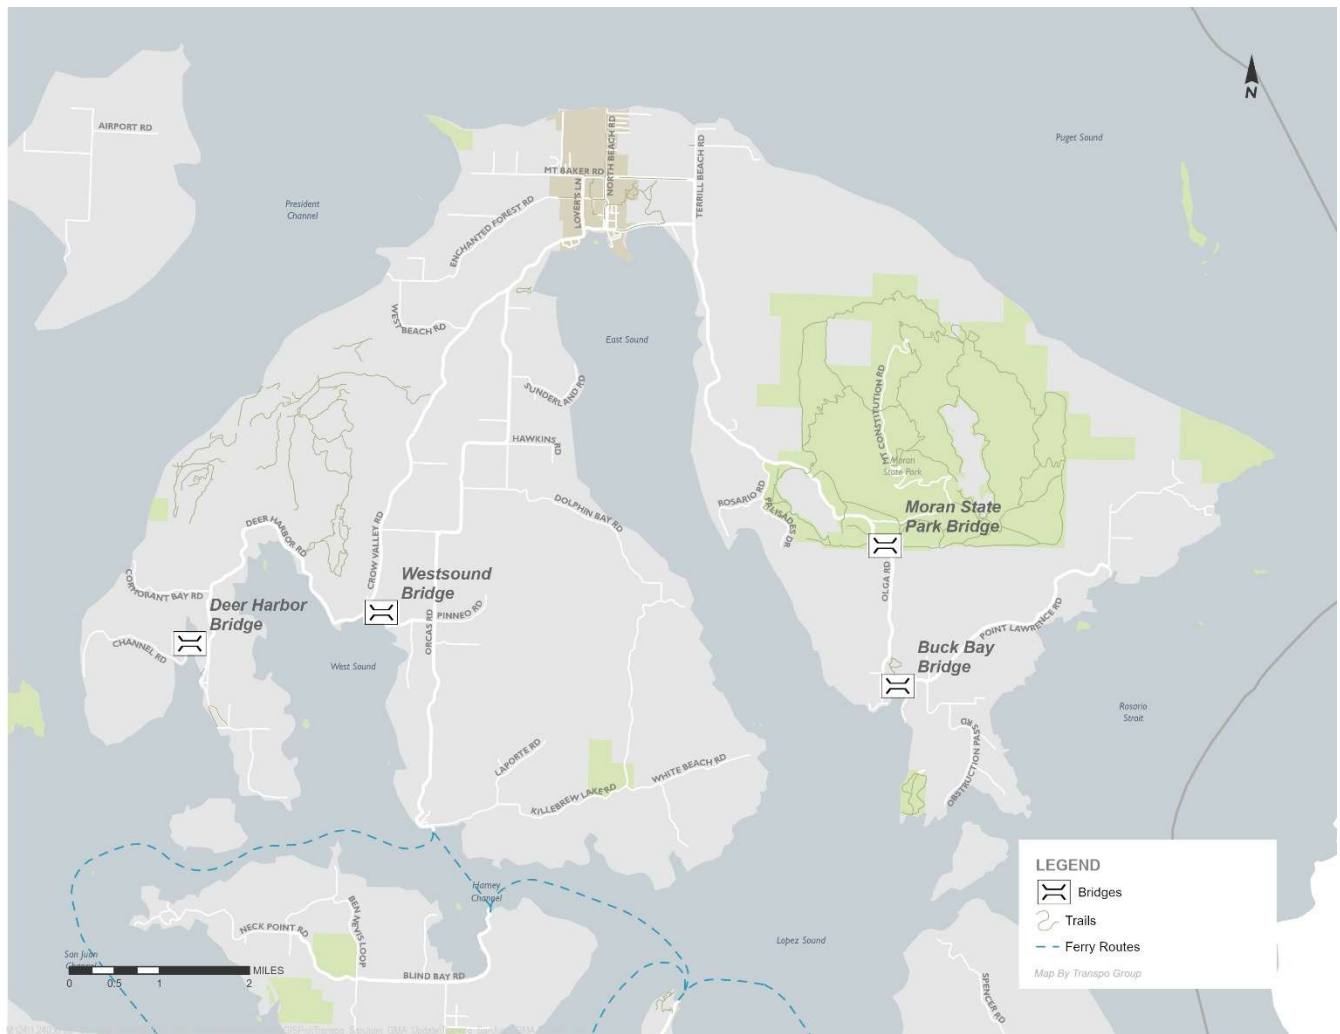 N
Puget Sound
AIRPORT RD
President
Channel
MT BAKER RD
NORTH BEACH RD
LOVER'S LN
TERRILL BEACH RD
ENCHANTED FOREST RD
WEST BEACH RD
East Sound
SUNDERLAND RD
HAWKINS RD
MT CONSTITUTION RD
Moran
State Park
DOLPHIN BAY RD
ROSARIO RD
PALISADES DR
Moran State
Park Bridge
DEER HARBOR RD
CROW VALLEY RD
Westsound
Bridge
CORMORANT BAY RD
Deer Harbor
Bridge
PINNEO RD
ORCAS RD
OLGA RD
POINT LAWRENCE RD
CHANNEL RD
West Sound
Buck Bay
Bridge
Rosario
Strait
OBSTRUCTION PASS RD
LAPORTE RD
WHITE BEACH RD
KILLEBREW LAKE RD
Harney
Channel
NECK POINT RD
BEN NEVIS LOOP
BLIND BAY RD
Lopez Sound
SPENCER RD
San Juan
Channel
MILES
0 0.5 1 2
LEGEND
Bridges
Trails
Ferry Routes
Map By Transpo Group